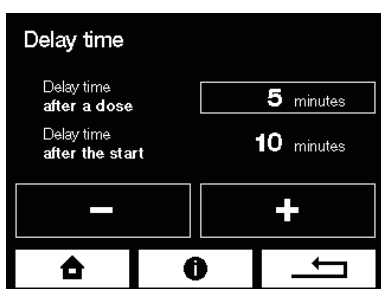 Delay time
Delay time
after a dose
5 minutes
Delay time
after the start
10 minutes
- +
i